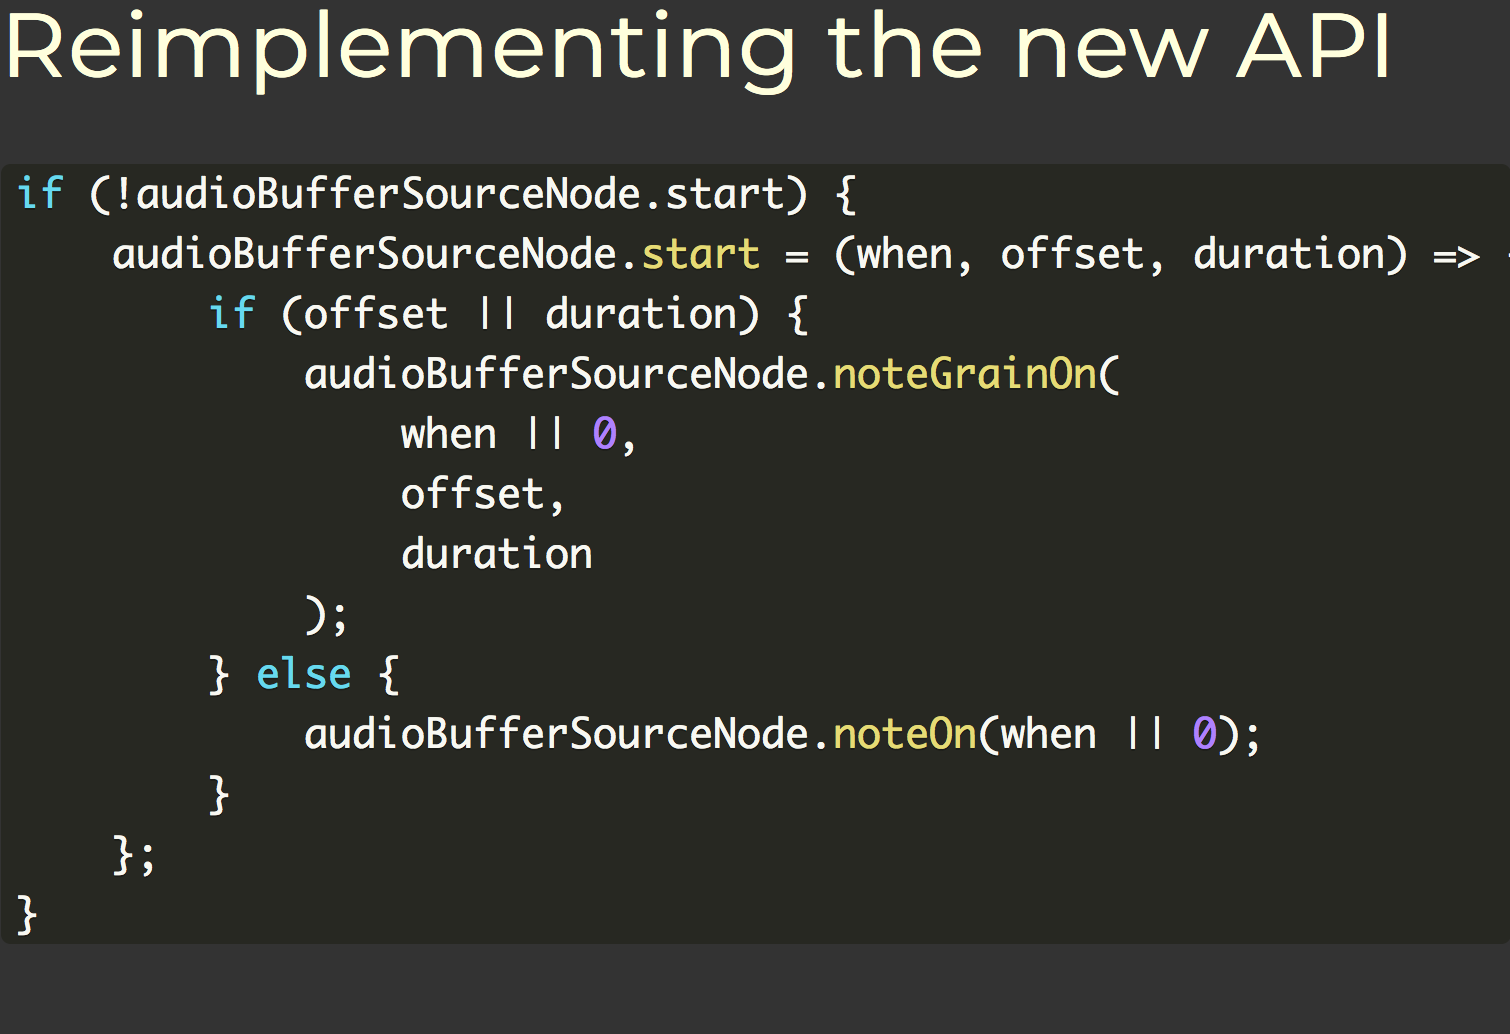 Reimplementing the new API
if (!audioBufferSourceNode.start) {
    audioBufferSourceNode.start = (when, offset, duration) =>
        if (offset || duration) {
            audioBufferSourceNode.noteGrainOn(
                when || 0,
                offset,
                duration
            );
        } else {
            audioBufferSourceNode.noteOn(when || 0);
        }
    };
}